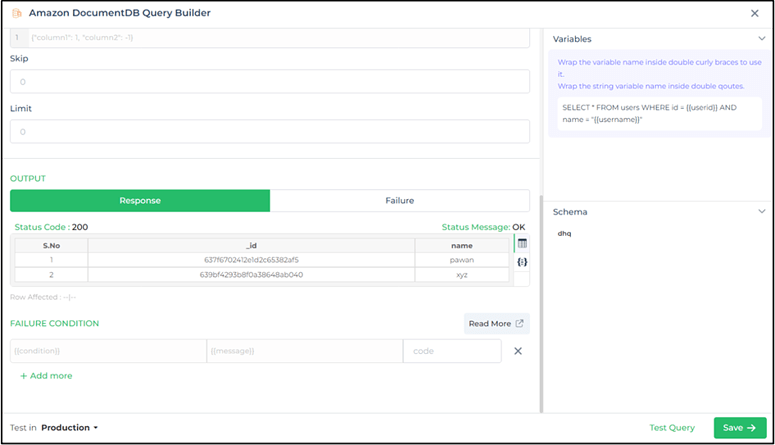 Amazon DocumentDB Query Builder
1 {"column1": 1, "column2": -1}
Skip
0
Limit
0
OUTPUT
Response Failure
Status Code : 200 Status Message: OK
S.No _id name
1 637f6702412e1d2c65382af5 pawan
2 639bf4293b8f0a38648ab040 xyz
Row Affected : --|--
FAILURE CONDITION Read More
{{condition}} {{message}} code
+ Add more
Variables
Wrap the variable name inside double curly braces to use
it.
Wrap the string variable name inside double qoutes.
SELECT * FROM users WHERE id = {{userid}} AND
name = "{{username}}"
Schema
dhq
Test in Production
Test Query Save